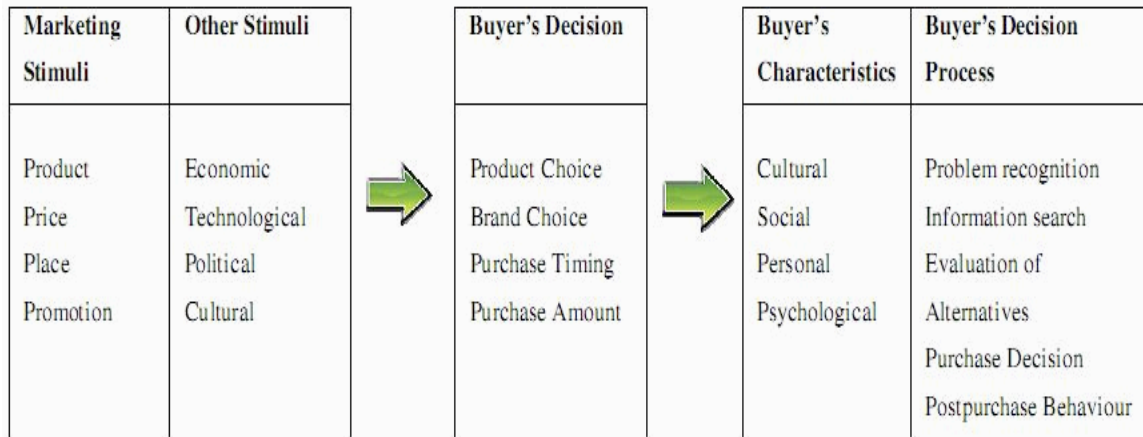 Marketing
Stimuli
Other Stimuli
Buyer's Decision
Buyer's
Characteristics
Buyer's Decision
Process
Product
Price
Place
Promotion
Economic
Technological
Political
Cultural
Product Choice
Brand Choice
Purchase Timing
Purchase Amount
Cultural
Social
Personal
Psychological
Problem recognition
Information search
Evaluation of
Alternatives
Purchase Decision
Postpurchase Behaviour